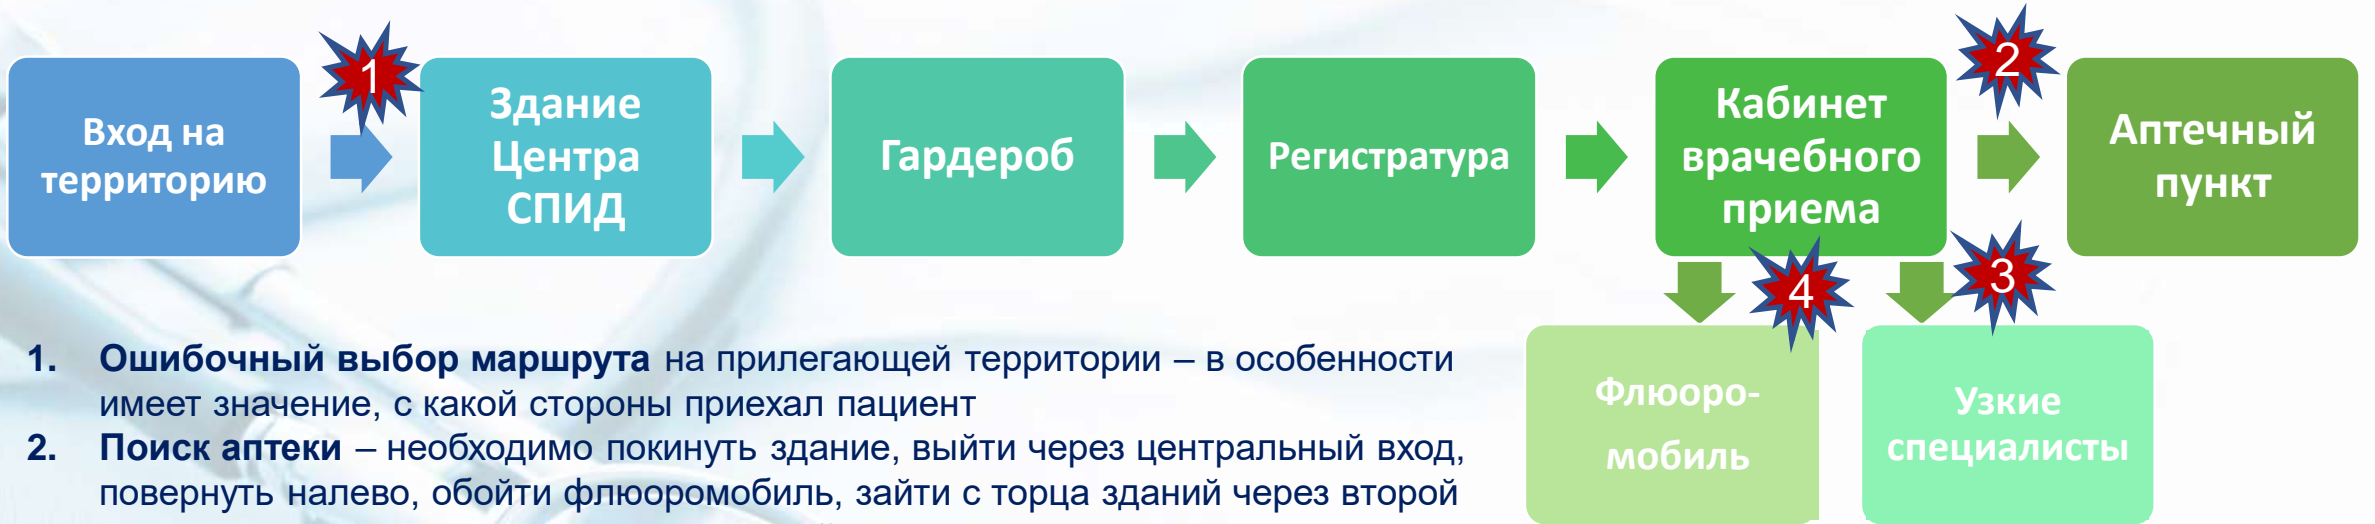 1
2
Вход на
территорию
Здание
Центра
СПИД
Гардероб
Регистратура
Кабинет
врачебного
приема
Аптечный
пункт
4
3
Флюоро-
мобиль
Узкие
специалисты
1. Ошибочный выбор маршрута на прилегающей территории – в особенности
имеет значение, с какой стороны приехал пациент
2. Поиск аптеки – необходимо покинуть здание, выйти через центральный вход,
повернуть налево, обойти флюоромобиль, зайти с торца зданий через второй